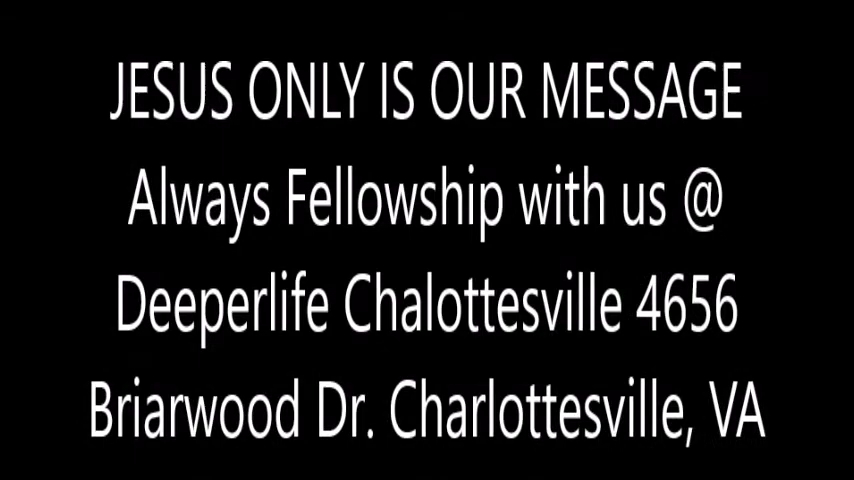 JESUS ONLY IS OUR MESSAGE
Always Fellowship with us @
Deeperlife Chalottesville 4656
Briarwood Dr. Charlottesville, VA